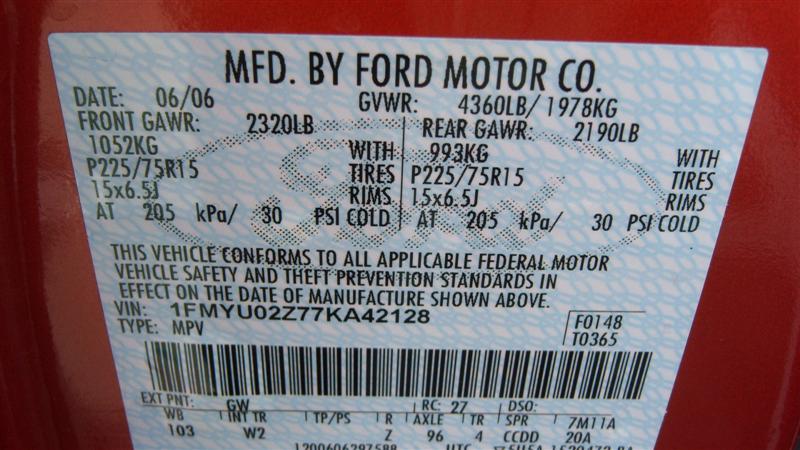 MFD. BY FORD MOTOR CO.
DATE: 06/06 GVWR: 4360LB/ 1978KG
FRONT GAWR: 2320LB REAR GAWR: 2190LB
1052KG WITH 993KG WITH
P225/75R15 TIRES P225/75R15 TIRES
15x6.5J RIMS 15x6.5J RIMS
AT 205 kPa/ 30 PSI COLD AT 205 kPa/ 30 PSI COLD
THIS VEHICLE CONFORMS TO ALL APPLICABLE FEDERAL MOTOR
VEHICLE SAFETY AND THEFT PREVENTION STANDARDS IN
EFFECT ON THE DATE OF MANUFACTURE SHOWN ABOVE.
VIN: 1FMYU02Z77KA42128 F0148
TYPE: MPV T0365
EXT PNT: GW RC: 27 DSO:
WB INT TR TP/PS R AXLE TR SPR 7M11A
103 W2 Z 96 4 CCDD 20A
UTC